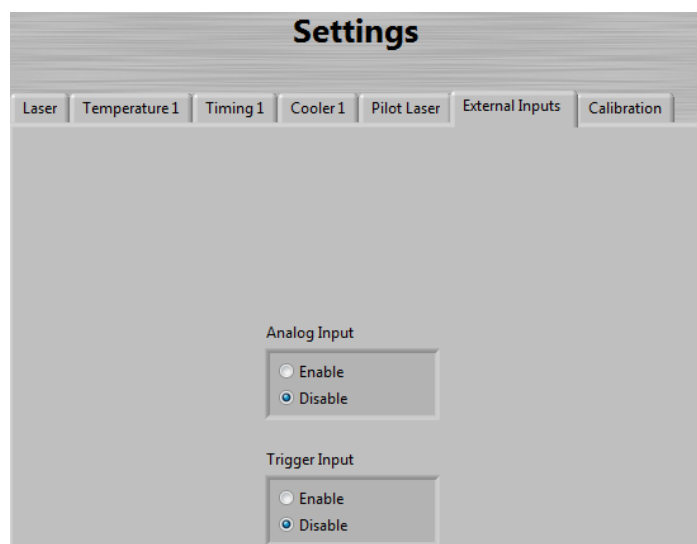 Settings
Laser Temperature 1 Timing 1 Cooler 1 Pilot Laser External Inputs Calibration
Analog Input
Enable
Disable
Trigger Input
Enable
Disable